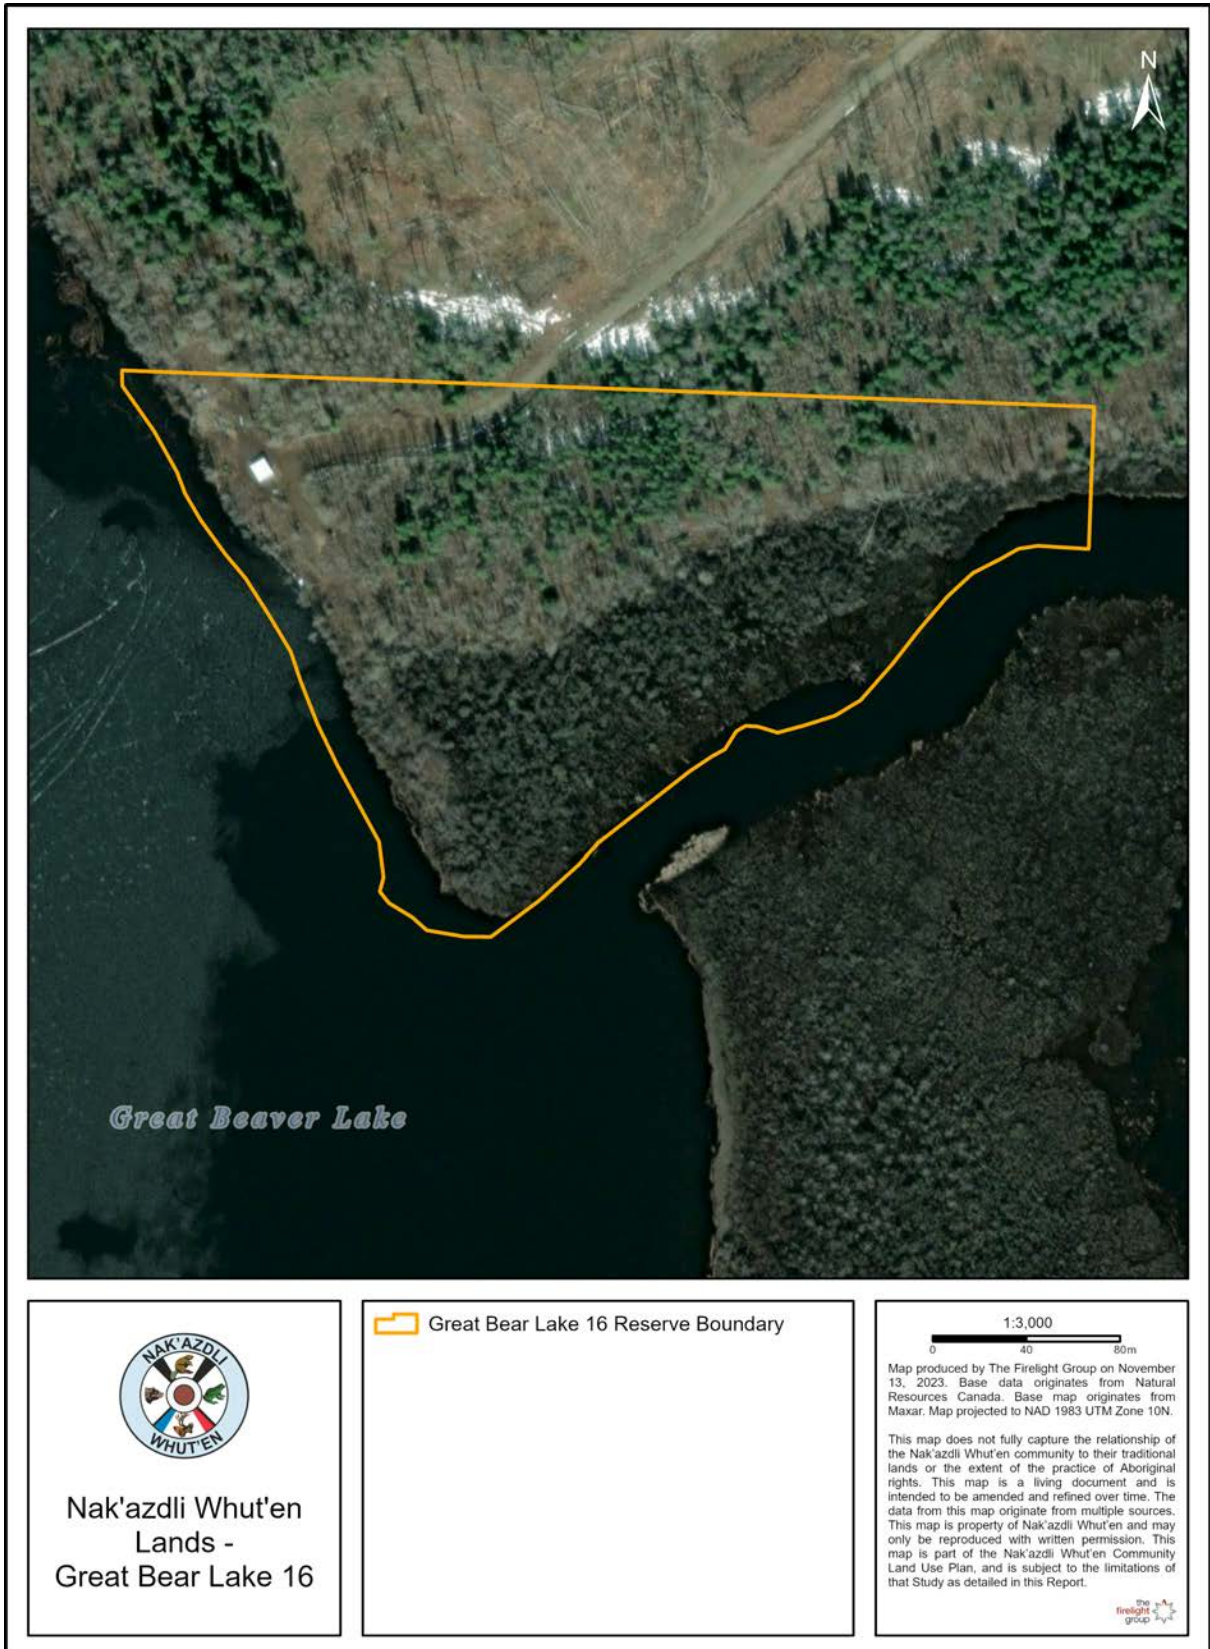 N
Great Beaver Lake
NAK'AZDLI
WHUT'EN
Nak'azdli Whut'en
Lands -
Great Bear Lake 16
Great Bear Lake 16 Reserve Boundary
1:3,000
0 40 80m
Map produced by The Firelight Group on November
13, 2023. Base data originates from Natural
Resources Canada. Base map originates from
Maxar. Map projected to NAD 1983 UTM Zone 10N.
This map does not fully capture the relationship of
the Nak'azdli Whut'en community to their traditional
lands or the extent of the practice of Aboriginal
rights. This map is a living document and is
intended to be amended and refined over time. The
data from this map originate from multiple sources.
This map is property of Nak'azdli Whut'en and may
only be reproduced with written permission. This
map is part of the Nak'azdli Whut'en Community
Land Use Plan, and is subject to the limitations of
that Study as detailed in this Report.
the
firelight
group